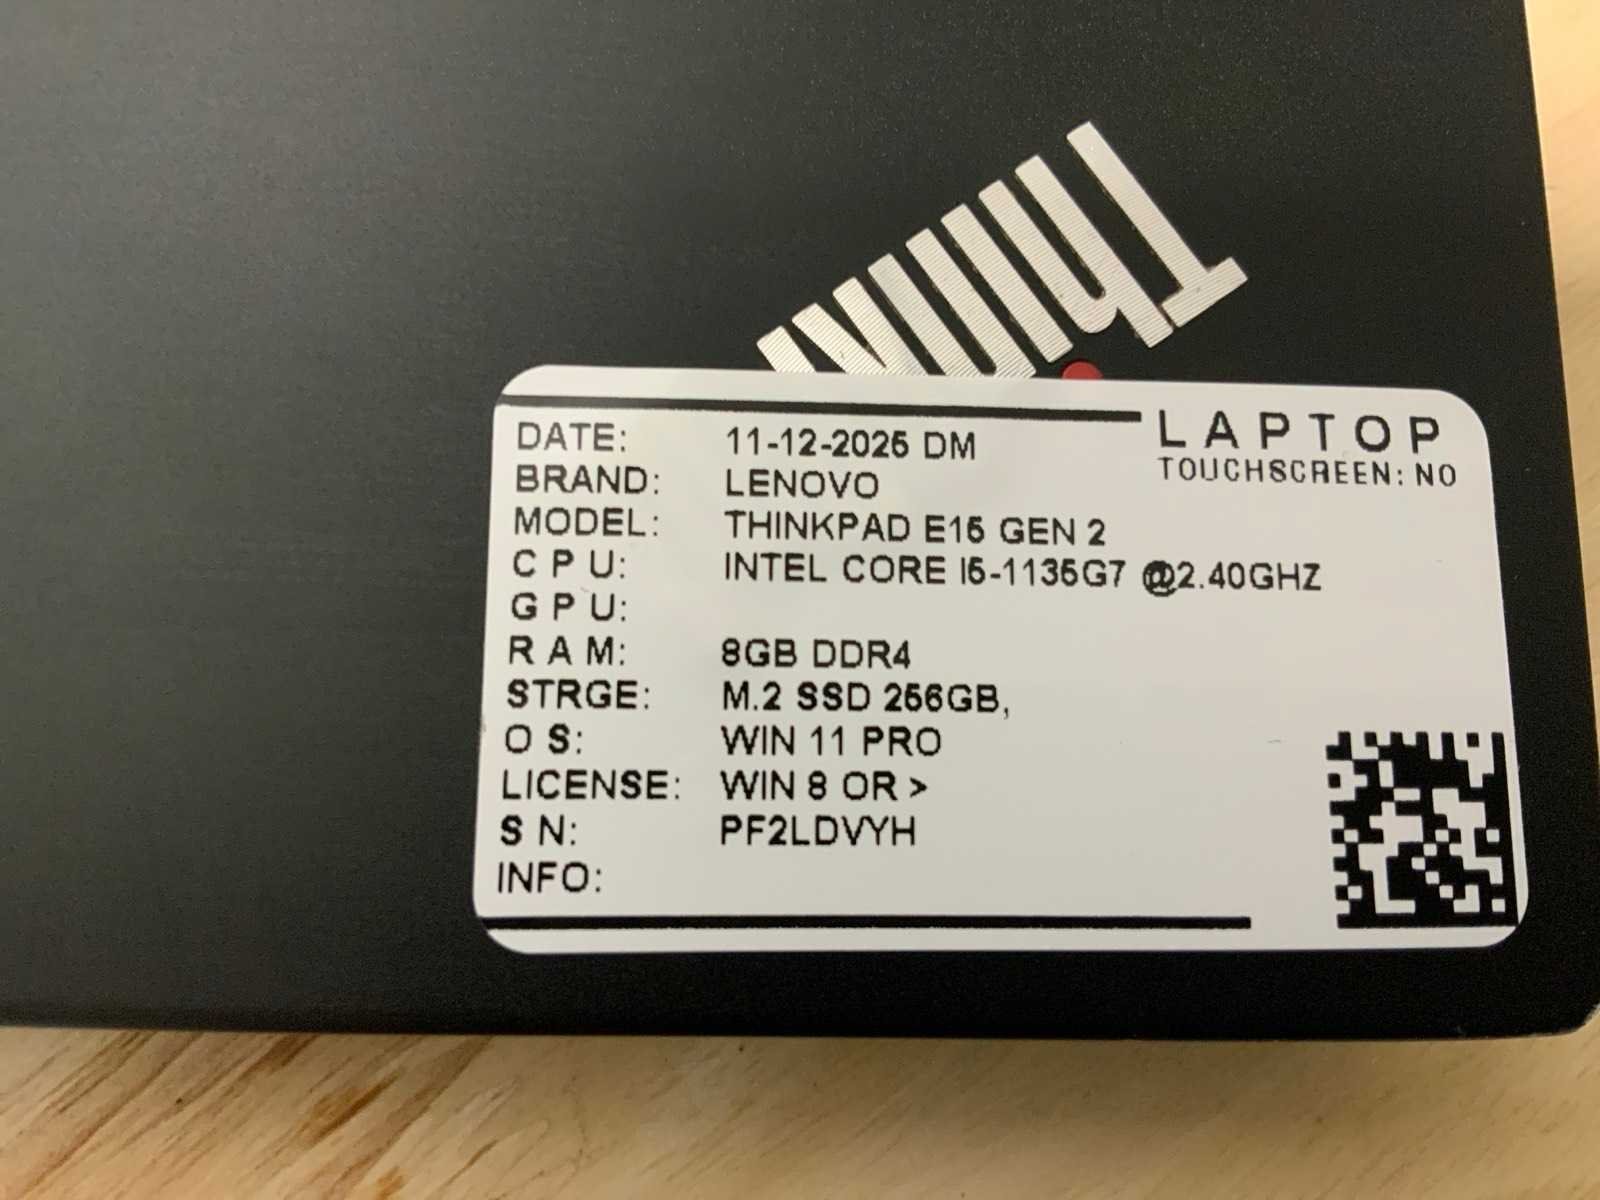 Think
LAPTOP
TOUCHSCREEN: NO
DATE: 11-12-2025 DM
BRAND: LENOVO
MODEL: THINKPAD E15 GEN 2
C P U: INTEL CORE I5-1135G7 @2.40GHZ
G P U:
R A M: 8GB DDR4
STRGE: M.2 SSD 256GB,
O S: WIN 11 PRO
LICENSE: WIN 8 OR >
S N: PF2LDVYH
INFO: